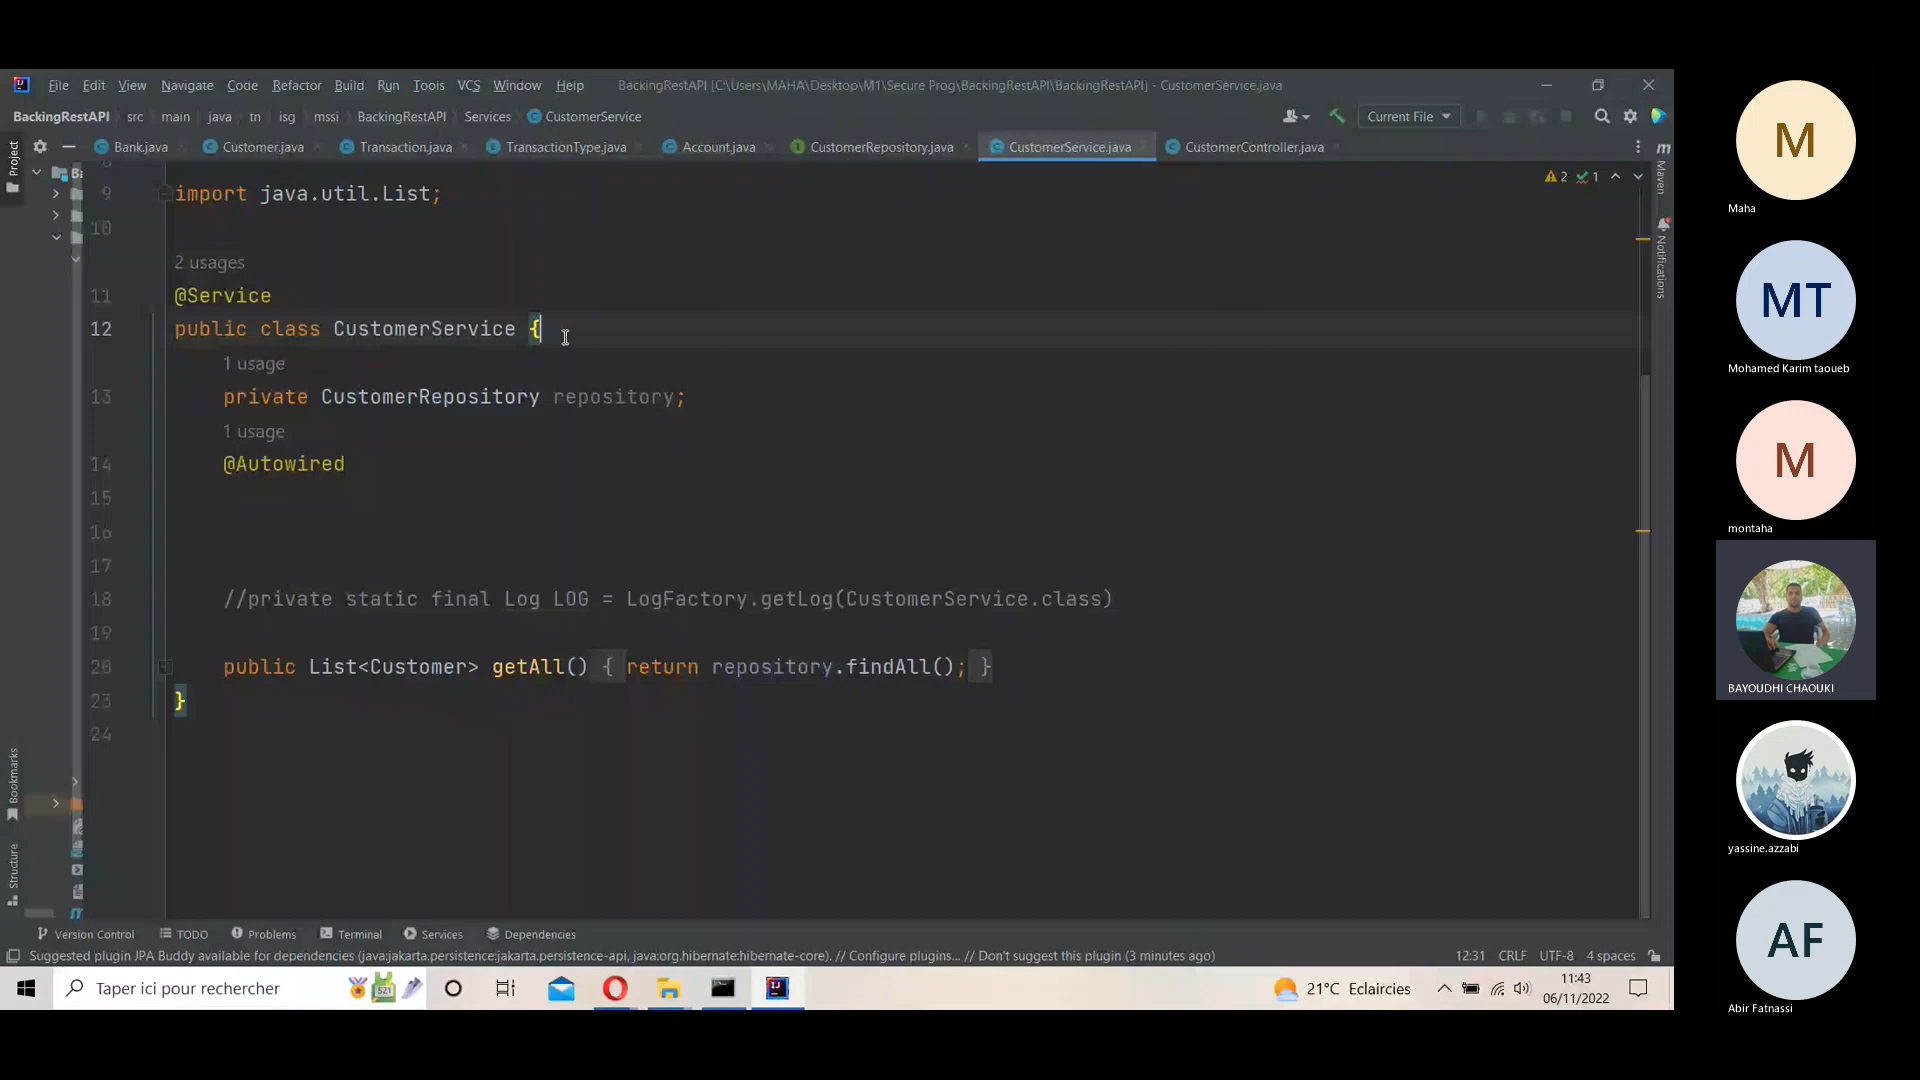 File Edit View Navigate Code Refactor Build Run Tools VCS Window Help BackingRestAPI [C:\Users\MAHA\Desktop\M1\Secure Prog\BackingRestAPI\BackingRestAPI] - CustomerService.java
BackingRestAPI src main java tn isg mssi BackingRestAPI Services CustomerService Current File
Project Bank.java Customer.java Transaction.java TransactionType.java Account.java CustomerRepository.java CustomerService.java CustomerController.java
Maven
Notifications
2 1
9 import java.util.List;
10
2 usages
11 @Service
12 public class CustomerService {
1 usage
13 private CustomerRepository repository;
1 usage
14 @Autowired
15
16
17
18 //private static final Log LOG = LogFactory.getLog(CustomerService.class)
19
20 public List<Customer> getAll() { return repository.findAll(); }
23 }
24
Bookmarks
Structure
Version Control TODO Problems Terminal Services Dependencies
Suggested plugin JPA Buddy available for dependencies (java:jakarta.persistence:jakarta.persistence-api, java:org.hibernate:hibernate-core). // Configure plugins... // Don't suggest this plugin (3 minutes ago) 12:31 CRLF UTF-8 4 spaces
Taper ici pour rechercher 21°C Eclaircies 11:43
06/11/2022
M
Maha
MT
Mohamed Karim taoueb
M
montaha
BAYOUDHI CHAOUKI
yassine.azzabi
AF
Abir Fatnassi